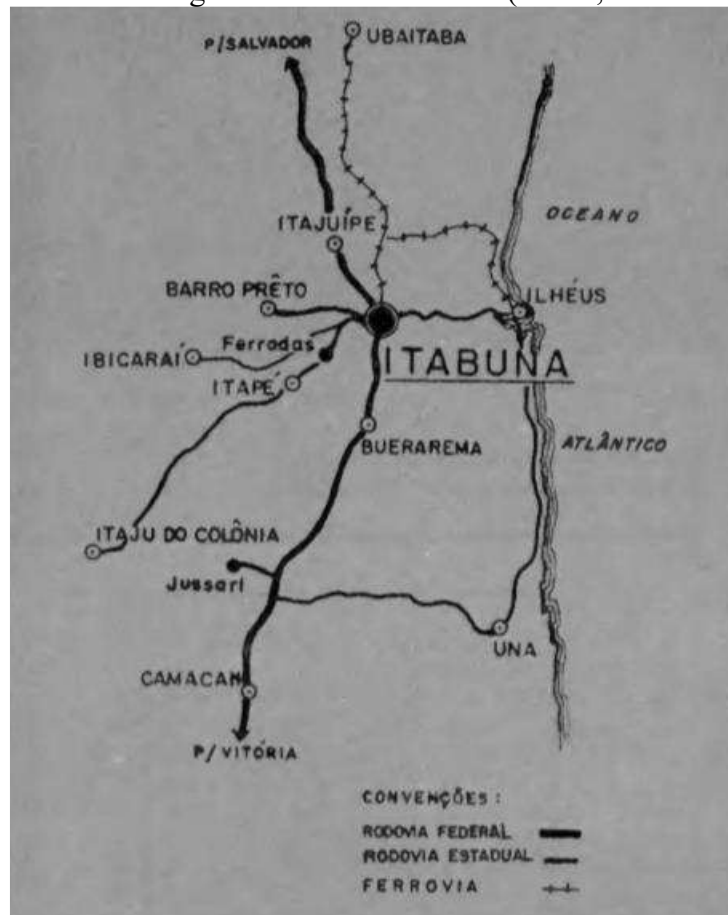 P/SALVADOR
UBAITABA
ITAJUÍPE
OCEANO
BARRO PRÊTO
ILHÉUS
Ferradas
IBICARAÍ
ITABUNA
ITAPÉ
BUERAREMA
ATLÂNTICO
ITAJU DO COLÔNIA
Jussari
UNA
CAMACAN
P/VITÓRIA
CONVENÇÕES:
RODOVIA FEDERAL
RODOVIA ESTADUAL
FERROVIA